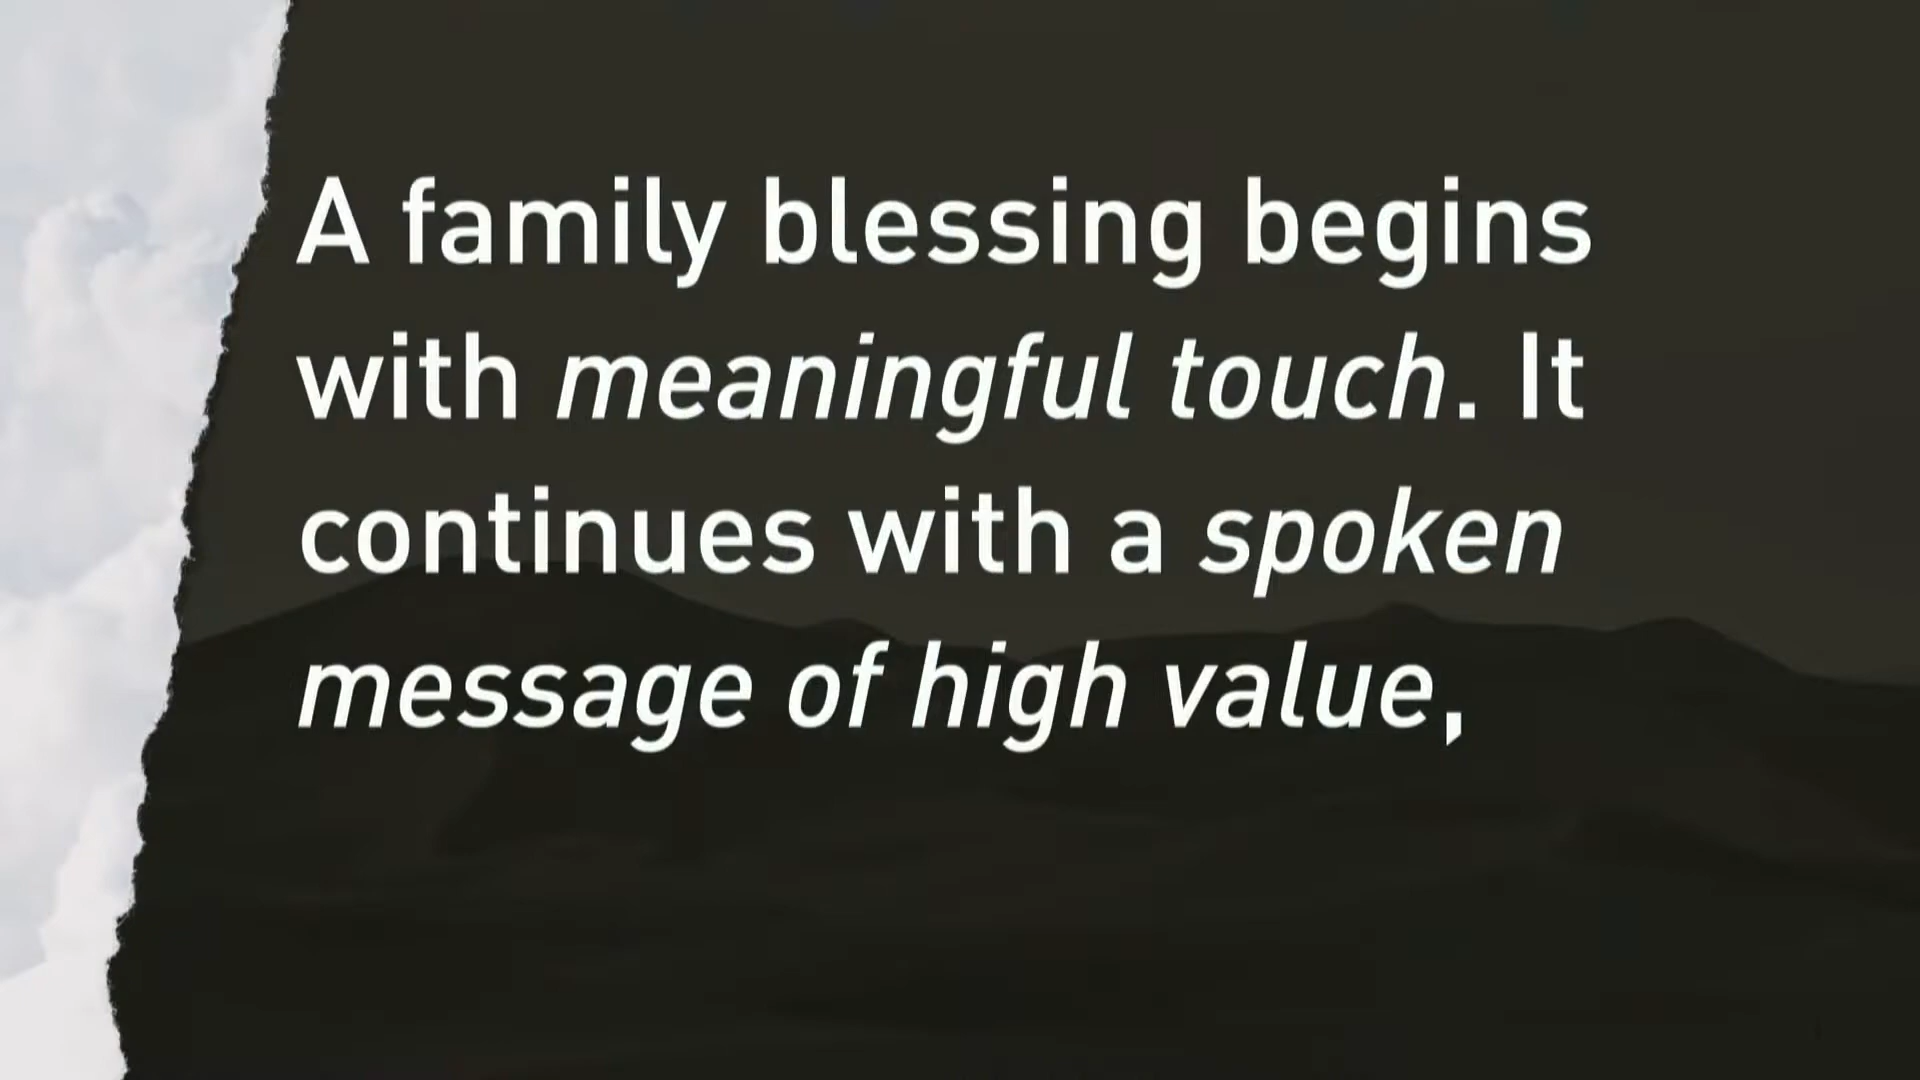 A family blessing begins
with meaningful touch. It
continues with a spoken
message of high value,